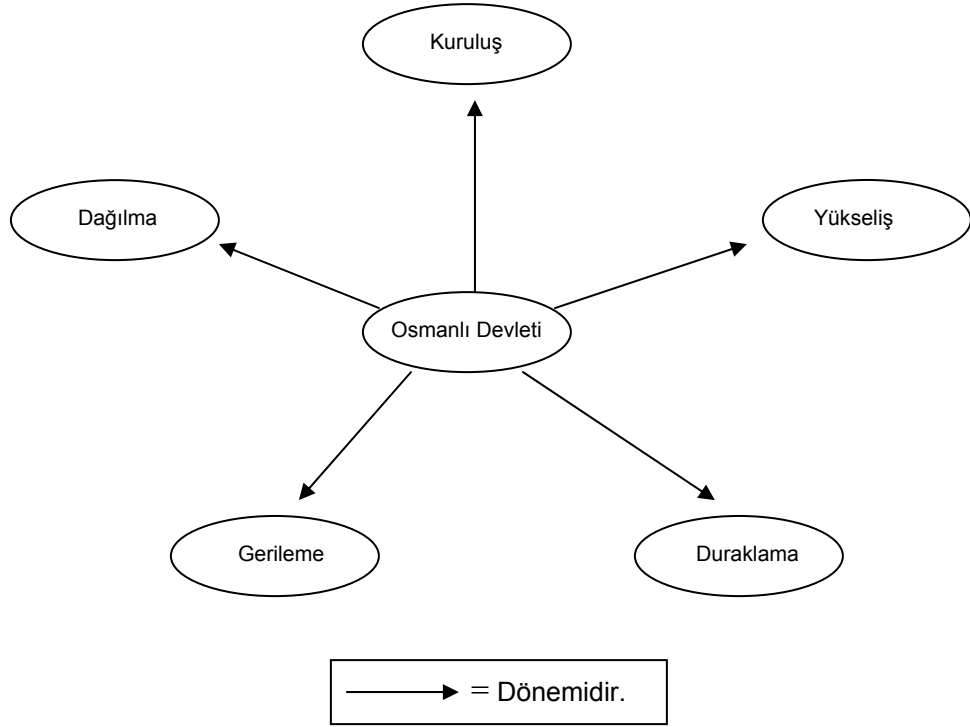 Kuruluş
Dağılma
Yükseliş
Osmanlı Devleti
Gerileme
Duraklama
= Dönemidir.